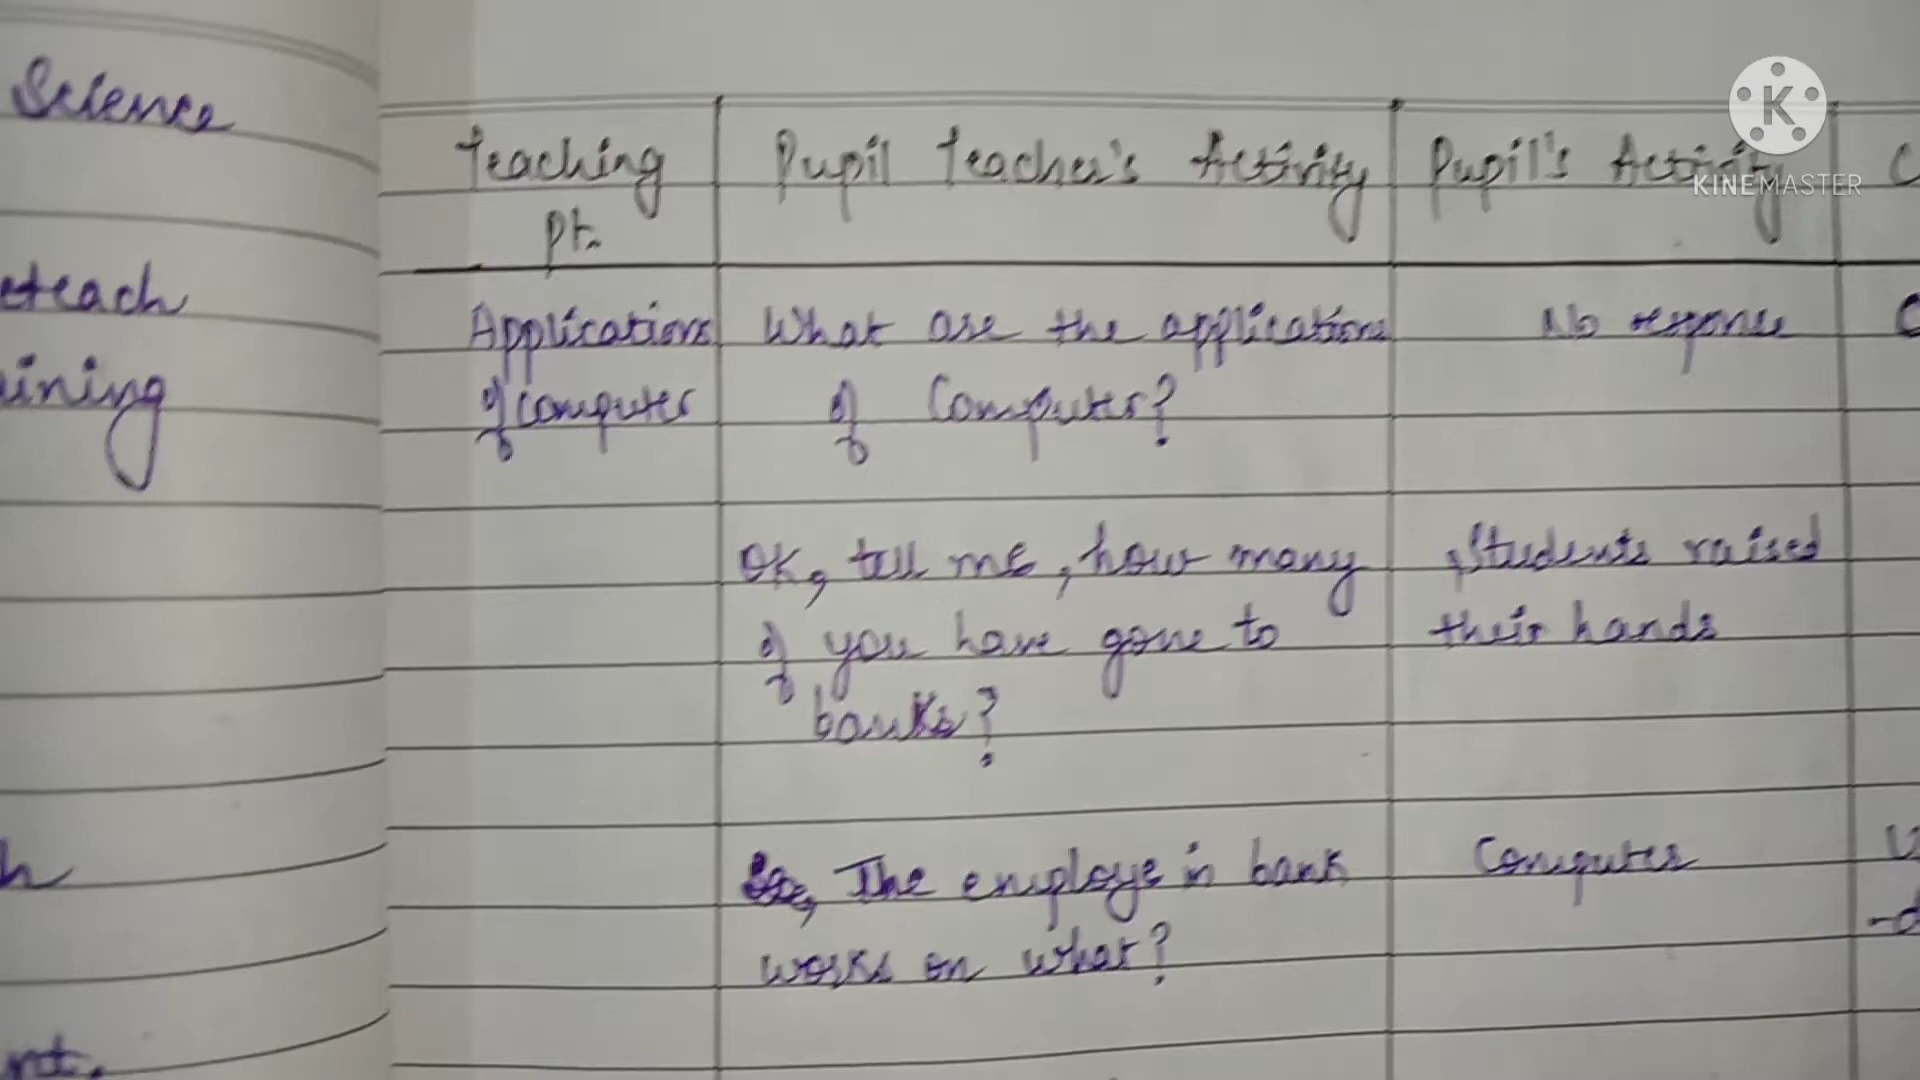 Science
eteach
ining
h
nt.
Teaching Pt.
Pupil Teacher's Activity
Pupil's Activity
C
Applications
of computer
What are the applications
of Computer?
No response
C
OK, tell me, how many
of you have gone to
banks?
Students raised
their hands
The employe in bank
works on what?
Computer
-d
K
KINEMASTER